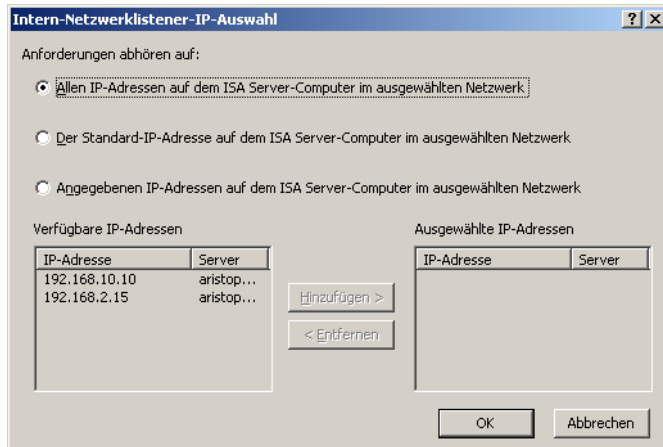 Intern-Netzwerklistener-IP-Auswahl
Anforderungen abhören auf:
Allen IP-Adressen auf dem ISA Server-Computer im ausgewählten Netzwerk
Der Standard-IP-Adresse auf dem ISA Server-Computer im ausgewählten Netzwerk
Angegebenen IP-Adressen auf dem ISA Server-Computer im ausgewählten Netzwerk
Verfügbare IP-Adressen
IP-Adresse Server
192.168.10.10 aristop...
192.168.2.15 aristop...
Hinzufügen >
< Entfernen
Ausgewählte IP-Adressen
IP-Adresse Server
OK Abbrechen